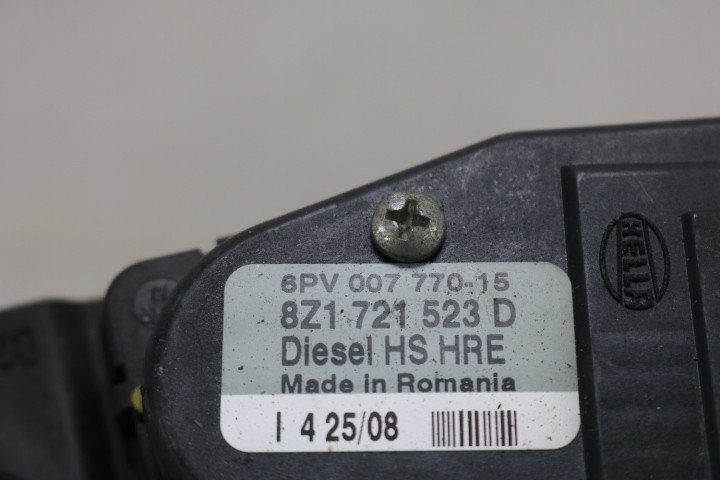 6PV 007 770-15
8Z1 721 523 D
Diesel HS HRE
Made in Romania
I 4 25/08
HELLA